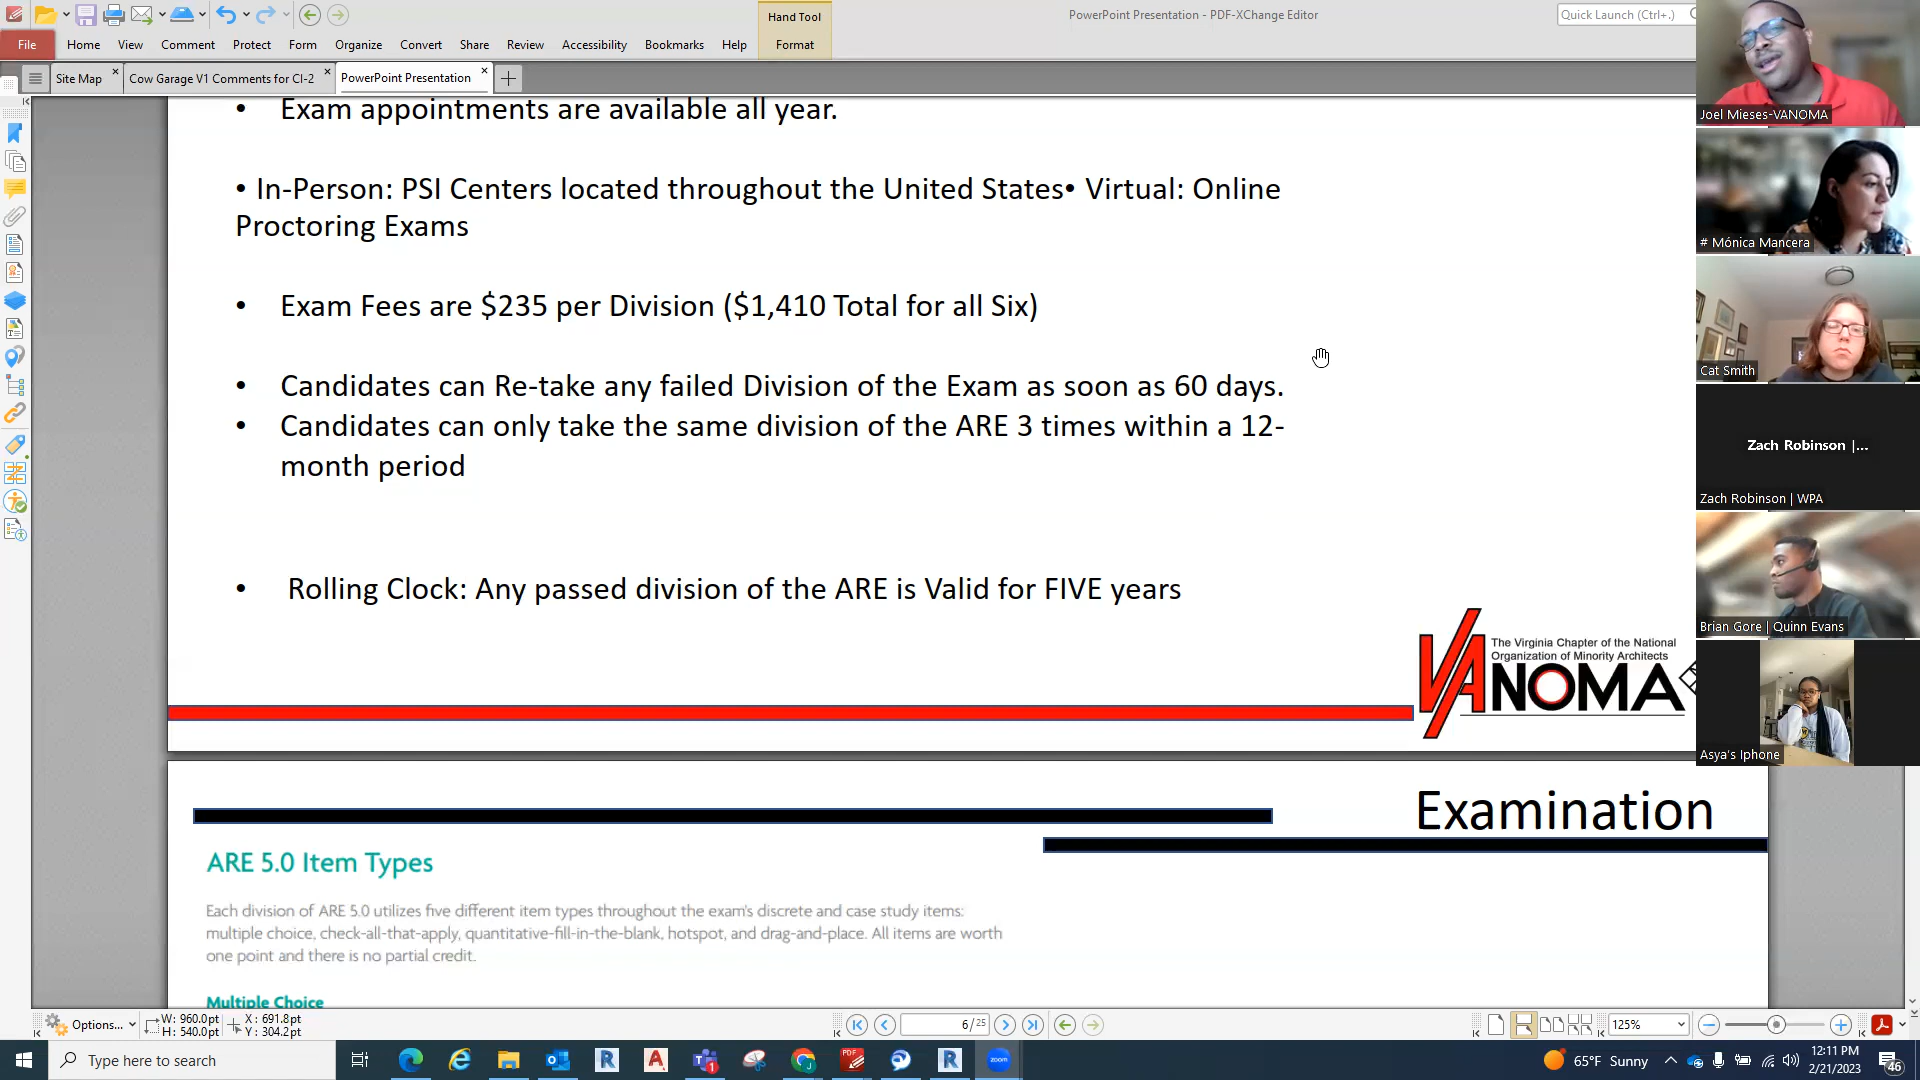 Hand Tool
PowerPoint Presentation - PDF-XChange Editor
Quick Launch (Ctrl+.)
File Home View Comment Protect Form Organize Convert Share Review Accessibility Bookmarks Help Format
Site Map × Cow Garage V1 Comments for CI-2 × PowerPoint Presentation ×
• Exam appointments are available all year.
• In-Person: PSI Centers located throughout the United States• Virtual: Online
Proctoring Exams
• Exam Fees are $235 per Division ($1,410 Total for all Six)
• Candidates can Re-take any failed Division of the Exam as soon as 60 days.
• Candidates can only take the same division of the ARE 3 times within a 12-
month period
• Rolling Clock: Any passed division of the ARE is Valid for FIVE years
The Virginia Chapter of the National
Organization of Minority Architects
VANOMA
Examination
ARE 5.0 Item Types
Each division of ARE 5.0 utilizes five different item types throughout the exam's discrete and case study items:
multiple choice, check-all-that-apply, quantitative-fill-in-the-blank, hotspot, and drag-and-place. All items are worth
one point and there is no partial credit.
Multiple Choice
Joel Mieses-VANOMA
# Mónica Mancera
Cat Smith
Zach Robinson |...
Zach Robinson | WPA
Brian Gore | Quinn Evans
Asya's Iphone
Options...
W: 960.0pt
H: 540.0pt
X: 691.8pt
Y: 304.2pt
6/25
125%
Type here to search
65°F Sunny
12:11 PM
2/21/2023
46